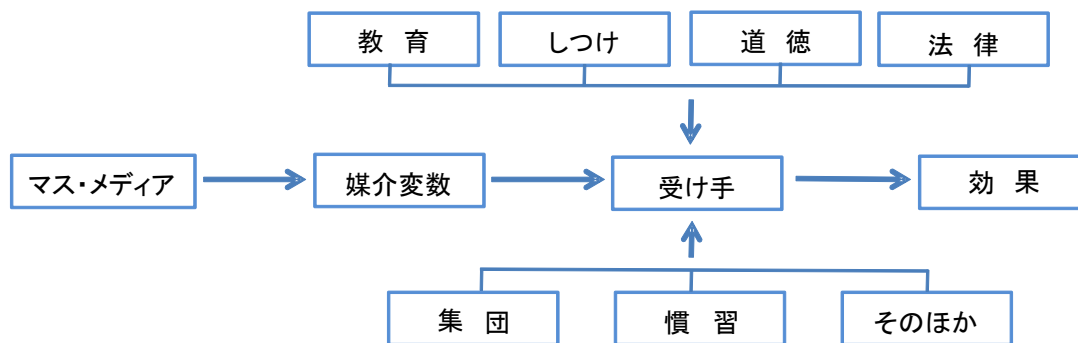 教 育
しつけ
道 徳
法 律
マス・メディア
媒介変数
受け手
効 果
集 団
慣 習
そのほか